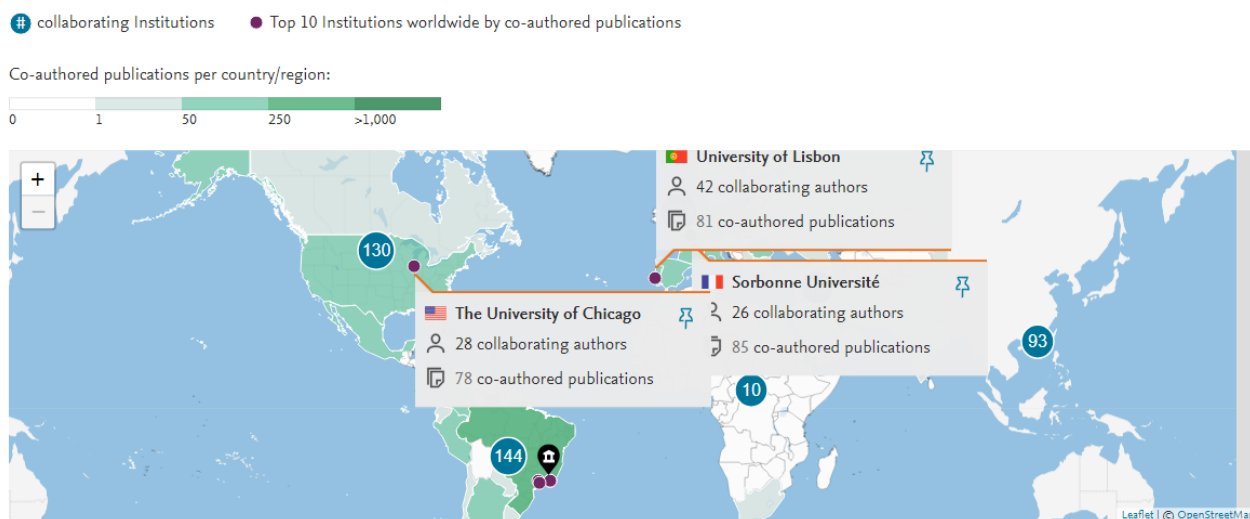 # collaborating Institutions
Top 10 Institutions worldwide by co-authored publications
Co-authored publications per country/region:
0 1 50 250 >1,000
+
−
University of Lisbon
42 collaborating authors
81 co-authored publications
130
Sorbonne Université
26 collaborating authors
85 co-authored publications
The University of Chicago
28 collaborating authors
78 co-authored publications
93
10
144
Leaflet | © OpenStreetMa